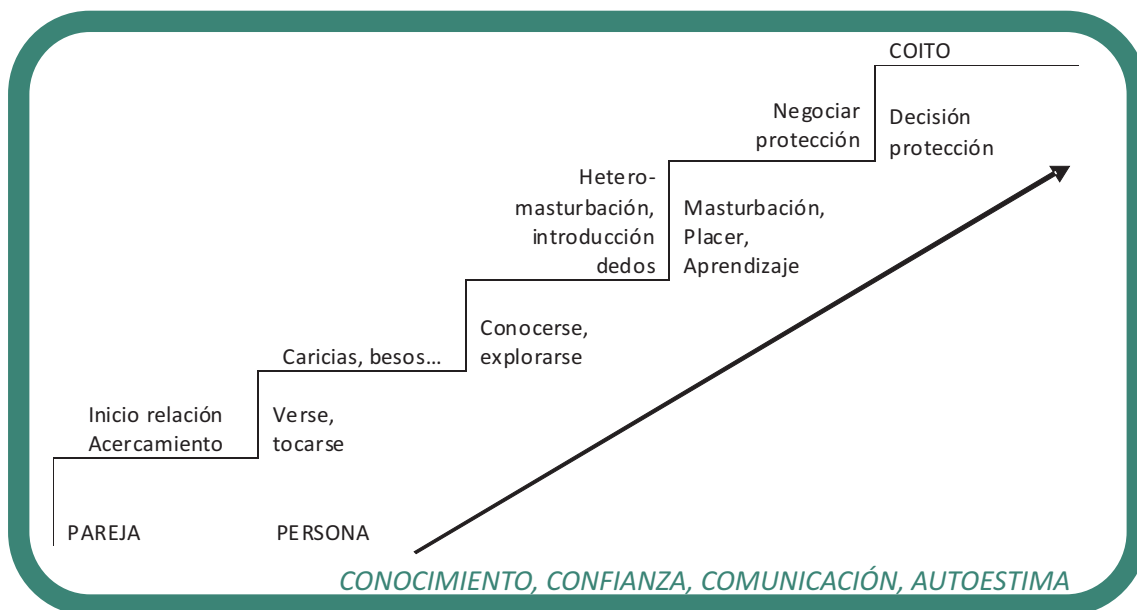 COITO
Negociar
protección
Decisión
protección
Hetero-
masturbación,
introducción
dedos
Masturbación,
Placer,
Aprendizaje
Caricias, besos…
Conocerse,
explorarse
Inicio relación
Acercamiento
Verse,
tocarse
PAREJA
PERSONA
CONOCIMIENTO, CONFIANZA, COMUNICACIÓN, AUTOESTIMA